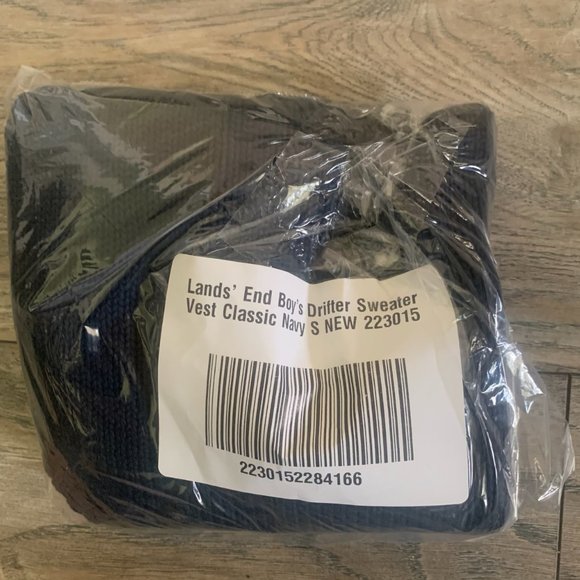 Lands' End Boy's Drifter Sweater
Vest Classic Navy S NEW 223015
2230152284166